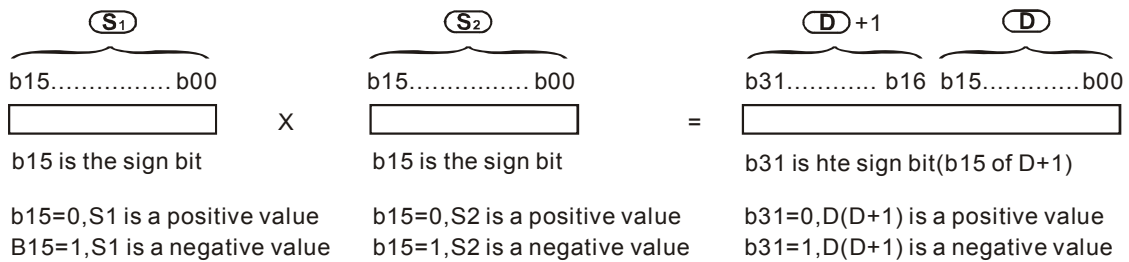 S1 S2 D +1 D
b15................ b00 b15................ b00 b31............ b16 b15.............b00
X =
b15 is the sign bit b15 is the sign bit b31 is hte sign bit(b15 of D+1)
b15=0,S1 is a positive value b15=0,S2 is a positive value b31=0,D(D+1) is a positive value
B15=1,S1 is a negative value b15=1,S2 is a negative value b31=1,D(D+1) is a negative value